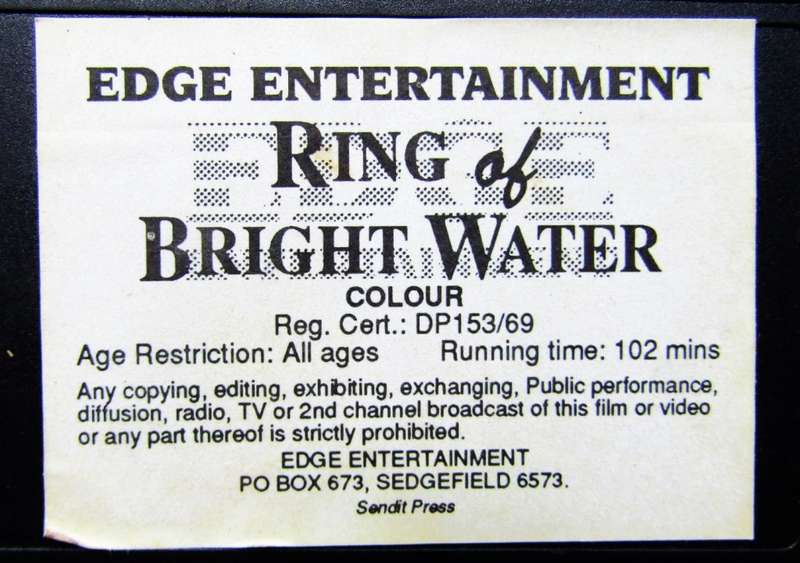 EDGE ENTERTAINMENT
EDGE
RING of
BRIGHT WATER
COLOUR
Reg. Cert.: DP153/69
Age Restriction: All ages Running time: 102 mins
Any copying, editing, exhibiting, exchanging, Public performance,
diffusion, radio, TV or 2nd channel broadcast of this film or video
or any part thereof is strictly prohibited.
EDGE ENTERTAINMENT
PO BOX 673, SEDGEFIELD 6573.
Sendit Press